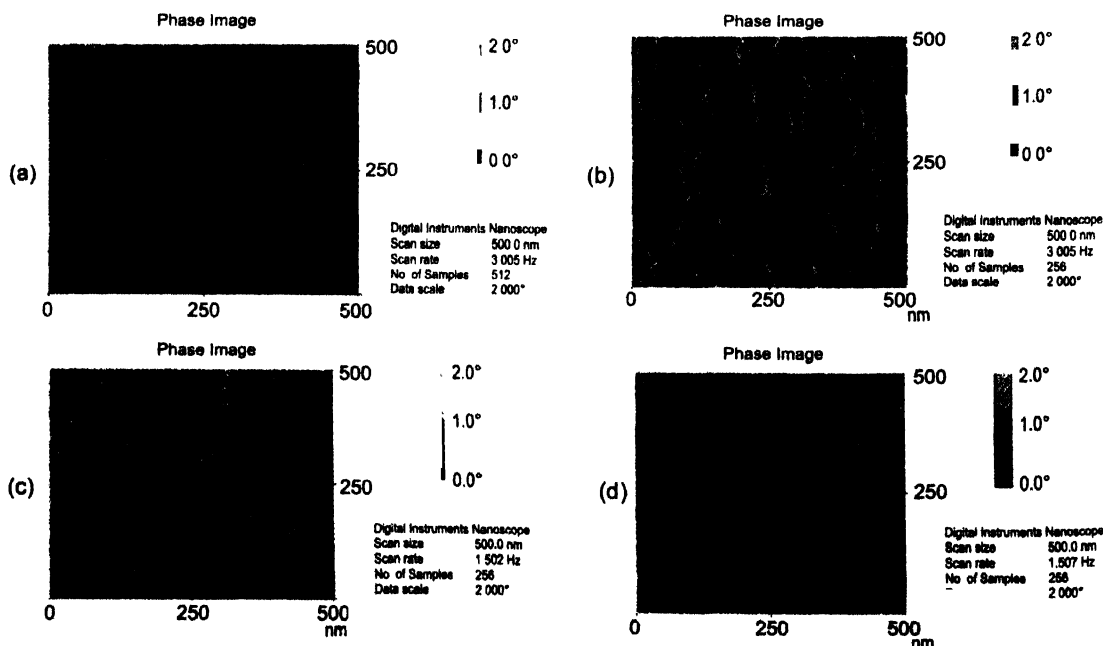 Phase Image
500
2 0°
1.0°
0 0°
250
(a)
Digital Instruments Nanoscope
Scan size 500 0 nm
Scan rate 3 005 Hz
No of Samples 512
Data scale 2 000°
0 250 500
Phase Image
500
2 0°
1.0°
0 0°
250
(b)
Digital Instruments Nanoscope
Scan size 500 0 nm
Scan rate 3 005 Hz
No of Samples 256
Data scale 2 000°
0 250 500
nm
Phase Image
500
2.0°
1.0°
0.0°
250
(c)
Digital Instruments Nanoscope
Scan size 500.0 nm
Scan rate 1 502 Hz
No of Samples 256
Data scale 2 000°
0 250 500
nm
Phase Image
500
2.0°
1.0°
0.0°
250
(d)
Digital Instruments Nanoscope
Scan size 500.0 nm
Scan rate 1.507 Hz
No of Samples 256
2 000°
0 250 500
nm